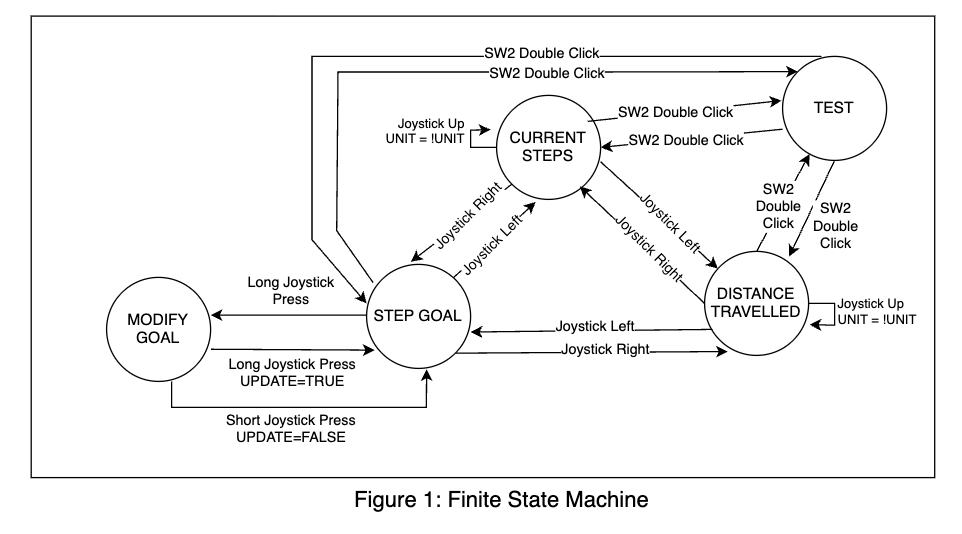 SW2 Double Click
SW2 Double Click
TEST
SW2 Double Click
Joystick Up
UNIT = !UNIT
CURRENT
STEPS
SW2 Double Click
Joystick Right
Joystick Left
Joystick Left
Joystick Right
SW2
Double
Click
SW2
Double
Click
Long Joystick
Press
MODIFY
GOAL
STEP GOAL
DISTANCE
TRAVELLED
Joystick Up
UNIT = !UNIT
Joystick Left
Joystick Right
Long Joystick Press
UPDATE=TRUE
Short Joystick Press
UPDATE=FALSE
Figure 1: Finite State Machine